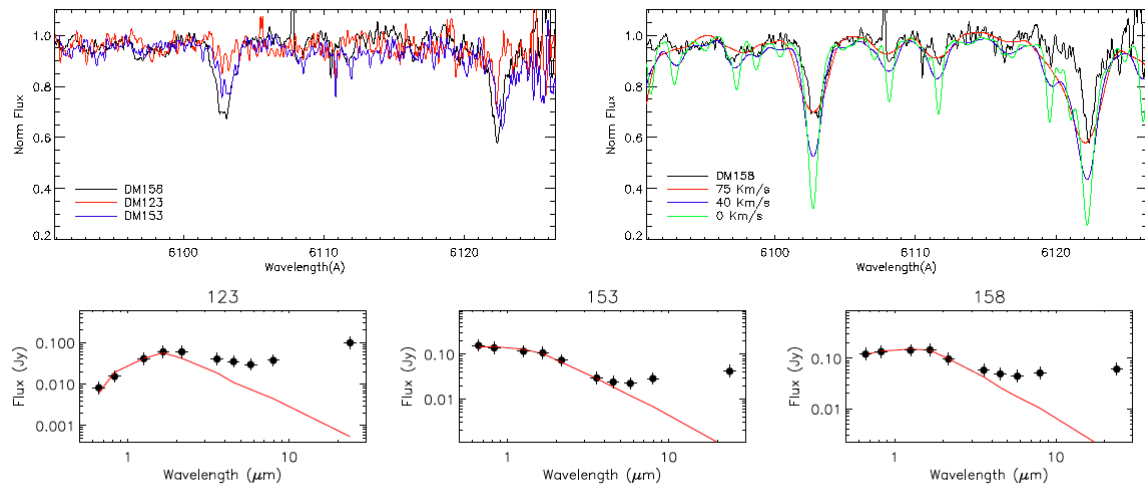 1.0
0.8
0.6
0.4
0.2
Norm Flux
DM158
DM123
DM153
6100
6110
6120
Wavelength(A)
1.0
0.8
0.6
0.4
0.2
Norm Flux
DM158
75 Km/s
40 Km/s
0 Km/s
6100
6110
6120
Wavelength(A)
123
0.100
0.010
0.001
Flux (Jy)
1
10
Wavelength (μm)
153
0.10
0.01
Flux (Jy)
1
10
Wavelength (μm)
158
0.10
0.01
Flux (Jy)
1
10
Wavelength (μm)